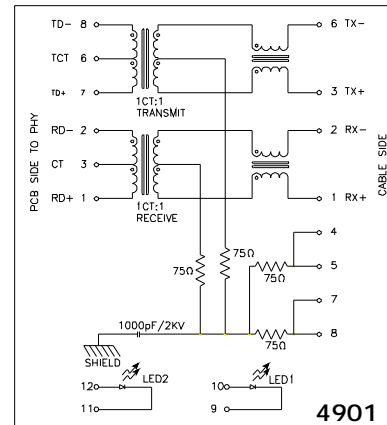 TD- 8
6 TX-
TCT 6
TD+ 7
3 TX+
1CT:1
TRANSMIT
RD- 2
2 RX-
CT 3
RD+ 1
1 RX+
1CT:1
RECEIVE
PCB SIDE TO PHY
CABLE SIDE
4
75Ω
75Ω
5
75Ω
7
1000pF/2KV
8
75Ω
SHIELD
LED2
LED1
12
10
11
9
4901